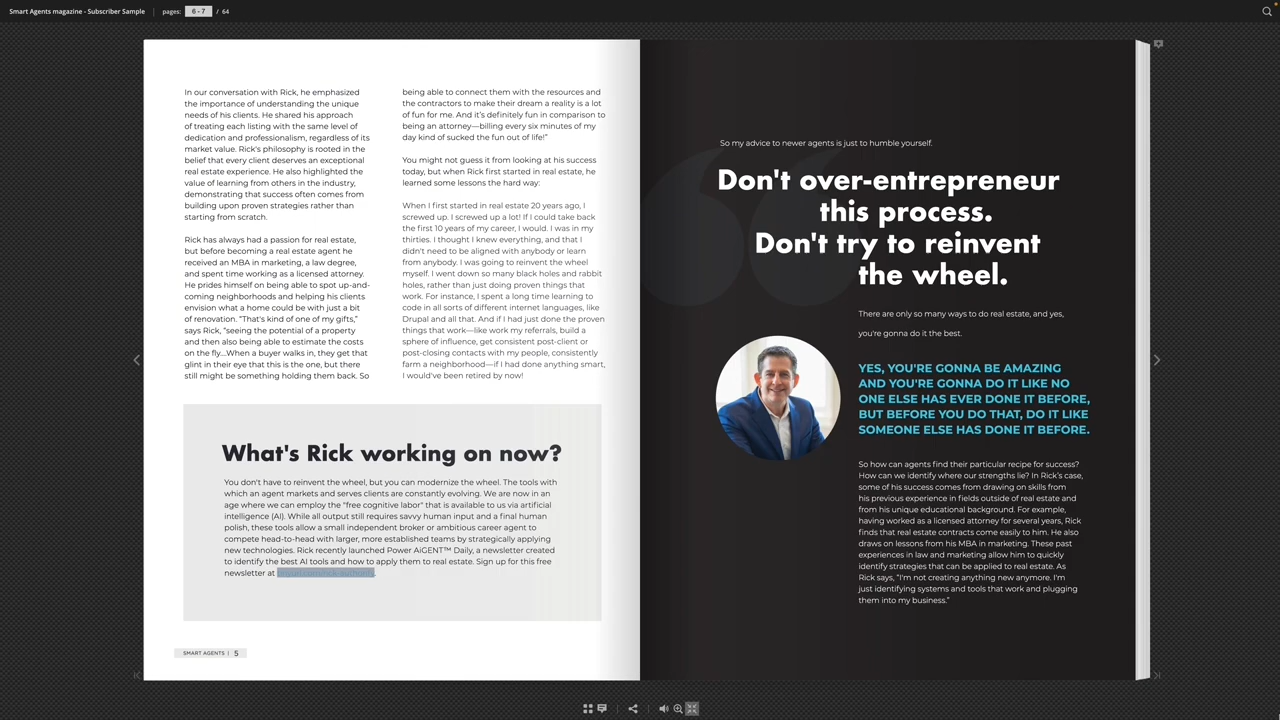 Smart Agents magazine - Subscriber Sample
pages:
6 - 7
/ 64
In our conversation with Rick, he emphasized
the importance of understanding the unique
needs of his clients. He shared his approach
of treating each listing with the same level of
dedication and professionalism, regardless of its
market value. Rick's philosophy is rooted in the
belief that every client deserves an exceptional
real estate experience. He also highlighted the
value of learning from others in the industry,
demonstrating that success often comes from
building upon proven strategies rather than
starting from scratch.
Rick has always had a passion for real estate,
but before becoming a real estate agent he
received an MBA in marketing, a law degree,
and spent time working as a licensed attorney.
He prides himself on being able to spot up-and-
coming neighborhoods and helping his clients
envision what a home could be with just a bit
of renovation. "That's kind of one of my gifts,"
says Rick, "seeing the potential of a property
and then also being able to estimate the costs
on the fly...When a buyer walks in, they get that
glint in their eye that this is the one, but there
still might be something holding them back. So
being able to connect them with the resources and
the contractors to make their dream a reality is a lot
of fun for me. And it's definitely fun in comparison to
being an attorney—billing every six minutes of my
day kind of sucked the fun out of life!"
You might not guess it from looking at his success
today, but when Rick first started in real estate, he
learned some lessons the hard way:
When I first started in real estate 20 years ago, I
screwed up. I screwed up a lot! If I could take back
the first 10 years of my career, I would. I was in my
thirties. I thought I knew everything, and that I
didn't need to be aligned with anybody or learn
from anybody. I was going to reinvent the wheel
myself. I went down so many black holes and rabbit
holes, rather than just doing proven things that
work. For instance, I spent a long time learning to
code in all sorts of different internet languages, like
Drupal and all that. And if I had just done the proven
things that work—like work my referrals, build a
sphere of influence, get consistent post-client or
post-closing contacts with my people, consistently
farm a neighborhood—if I had done anything smart,
I would've been retired by now!
What's Rick working on now?
You don't have to reinvent the wheel, but you can modernize the wheel. The tools with
which an agent markets and serves clients are constantly evolving. We are now in an
age where we can employ the "free cognitive labor" that is available to us via artificial
intelligence (AI). While all output still requires savvy human input and a final human
polish, these tools allow a small independent broker or ambitious career agent to
compete head-to-head with larger, more established teams by strategically applying
new technologies. Rick recently launched Power AiGENT™ Daily, a newsletter created
to identify the best AI tools and how to apply them to real estate. Sign up for this free
newsletter at
SMART AGENTS | 5
So my advice to newer agents is just to humble yourself.
Don't over-entrepreneur
this process.
Don't try to reinvent
the wheel.
There are only so many ways to do real estate, and yes,
you're gonna do it the best.
YES, YOU'RE GONNA BE AMAZING
AND YOU'RE GONNA DO IT LIKE NO
ONE ELSE HAS EVER DONE IT BEFORE,
BUT BEFORE YOU DO THAT, DO IT LIKE
SOMEONE ELSE HAS DONE IT BEFORE.
So how can agents find their particular recipe for success?
How can we identify where our strengths lie? In Rick's case,
some of his success comes from drawing on skills from
his previous experience in fields outside of real estate and
from his unique educational background. For example,
having worked as a licensed attorney for several years, Rick
finds that real estate contracts come easily to him. He also
draws on lessons from his MBA in marketing. These past
experiences in law and marketing allow him to quickly
identify strategies that can be applied to real estate. As
Rick says, "I'm not creating anything new anymore. I'm
just identifying systems and tools that work and plugging
them into my business."